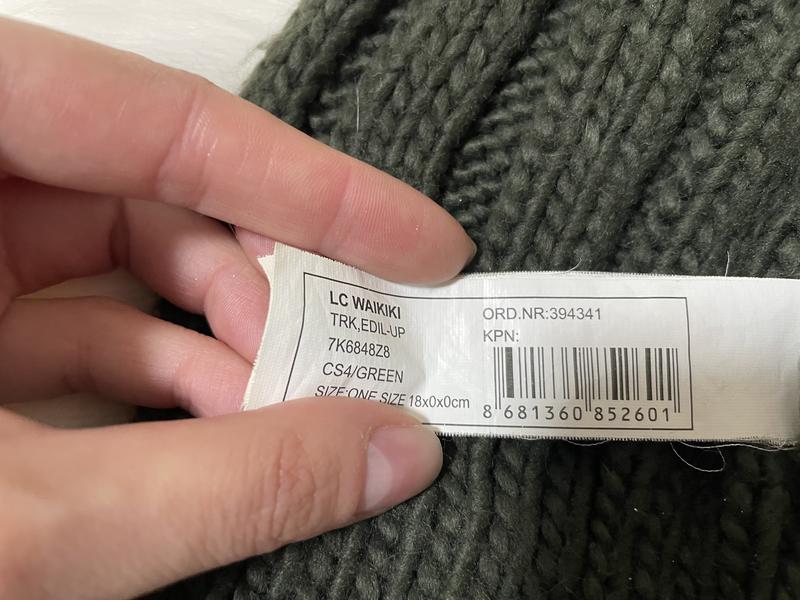 LC WAIKIKI
TRK,EDIL-UP
7K6848Z8
CS4/GREEN
SIZE:ONE SIZE 18x0x0cm
ORD.NR:394341
KPN:
8 681360 852601